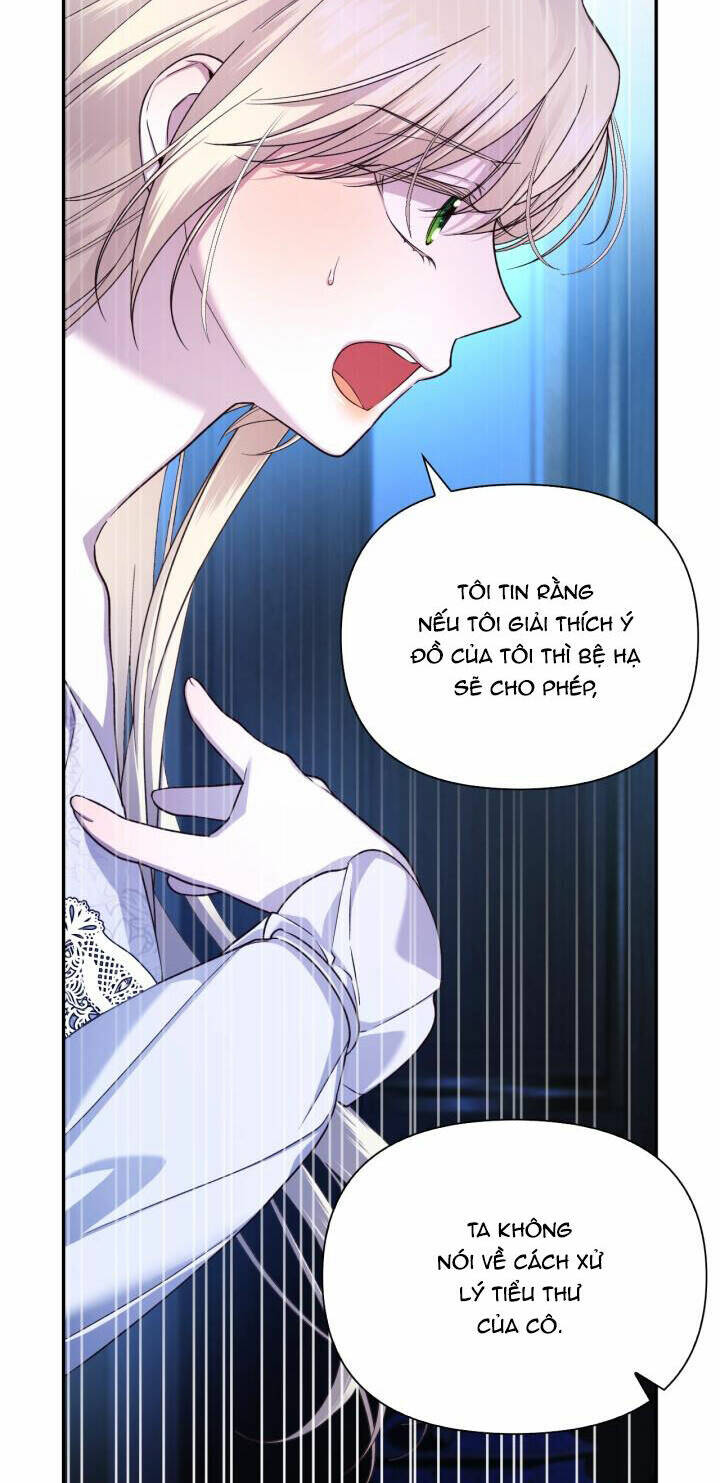 TÔI TIN RẰNG
NẾU TÔI GIẢI THÍCH Ý
ĐỒ CỦA TÔI THÌ BỆ HẠ
SẼ CHO PHÉP,
TA KHÔNG
NÓI VỀ CÁCH XỬ
LÝ TIỂU THƯ
CỦA CÔ.